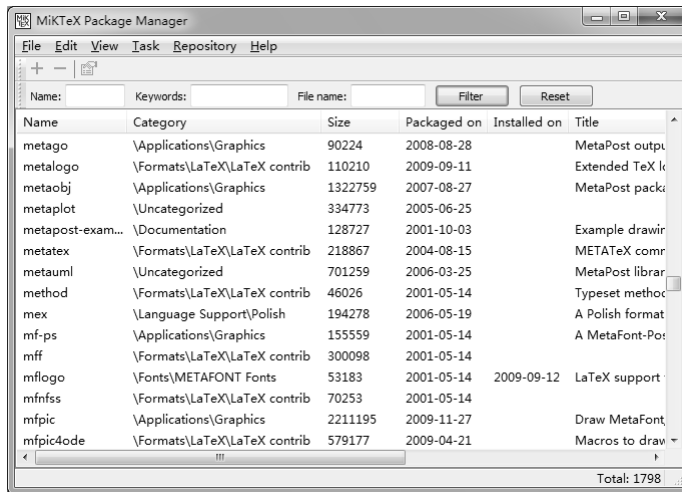 MiKTeX Package Manager
File Edit View Task Repository Help
Name: Keywords: File name: Filter Reset
Name Category Size Packaged on Installed on Title
metago \Applications\Graphics 90224 2008-08-28 MetaPost outpu
metalogo \Formats\LaTeX\LaTeX contrib 110210 2009-09-11 Extended TeX lo
metaobj \Applications\Graphics 1322759 2007-08-27 MetaPost packa
metaplot \Uncategorized 334773 2005-06-25
metapost-exam... \Documentation 128727 2001-10-03 Example drawin
metatex \Formats\LaTeX\LaTeX contrib 218867 2004-08-15 METATeX comm
metauml \Uncategorized 701259 2006-03-25 MetaPost librar
method \Formats\LaTeX\LaTeX contrib 46026 2001-05-14 Typeset method
mex \Language Support\Polish 194278 2006-05-19 A Polish format
mf-ps \Applications\Graphics 155559 2001-05-14 A MetaFont-Pos
mff \Formats\LaTeX\LaTeX contrib 300098 2001-05-14
mflogo \Fonts\METAFONT Fonts 53183 2001-05-14 2009-09-12 LaTeX support
mfnfss \Formats\LaTeX\LaTeX contrib 70253 2001-05-14
mfpic \Applications\Graphics 2211195 2009-11-27 Draw MetaFont,
mfpic4ode \Formats\LaTeX\LaTeX contrib 579177 2009-04-21 Macros to draw
Total: 1798